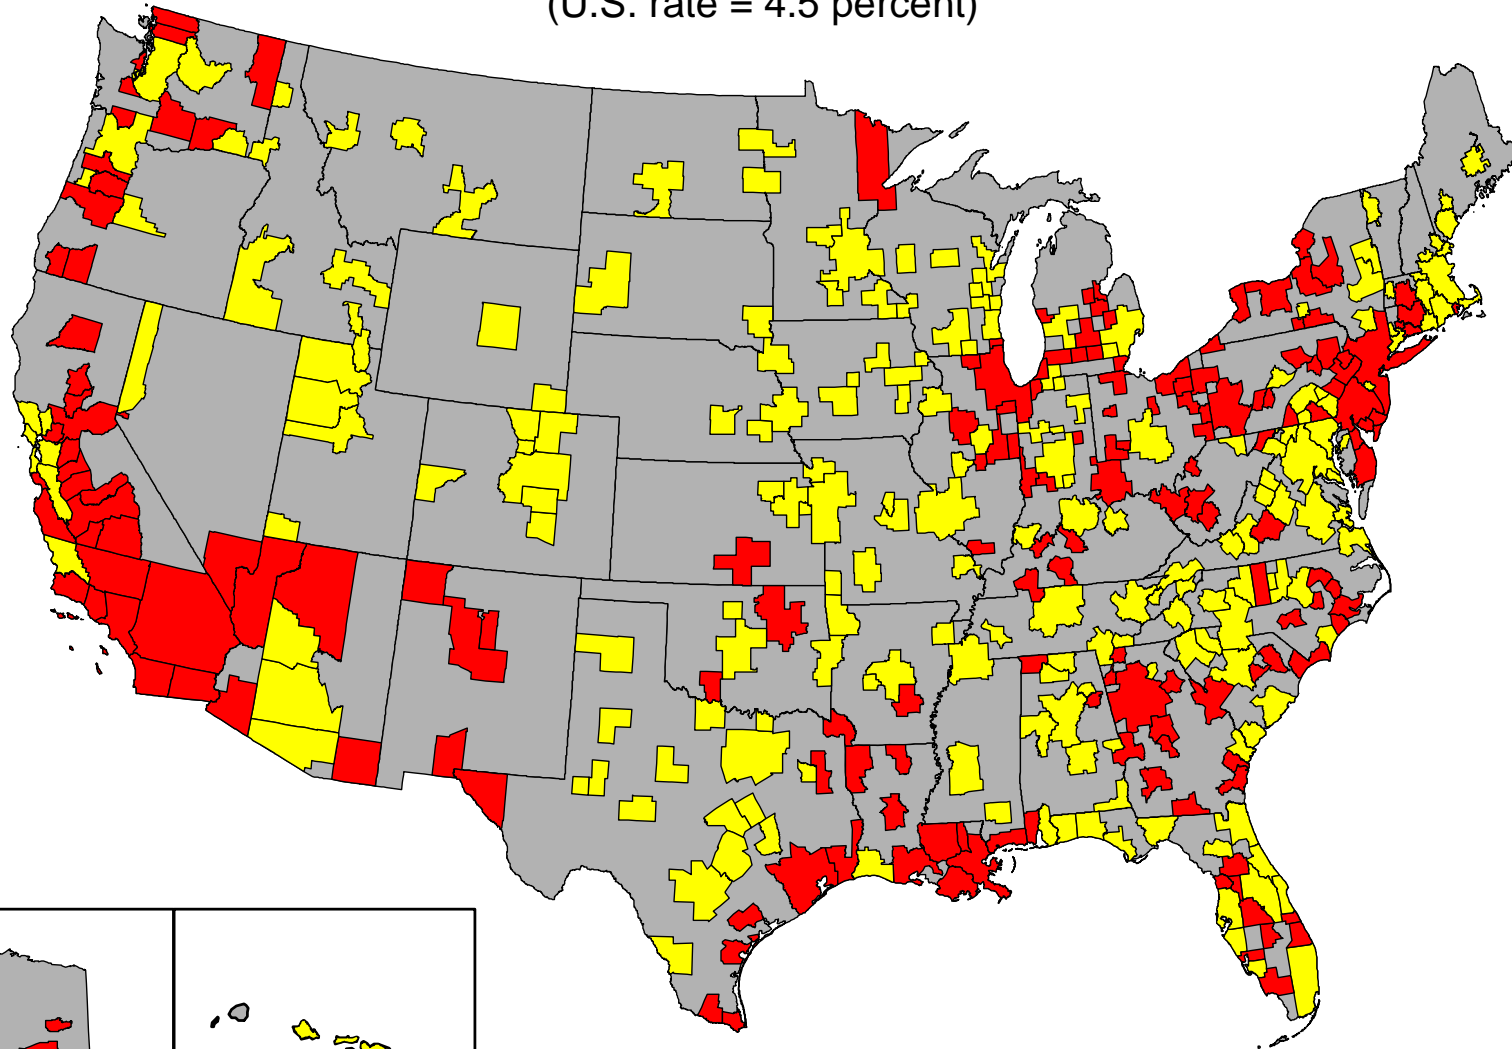 (U.S. rate = 4.5 percent)